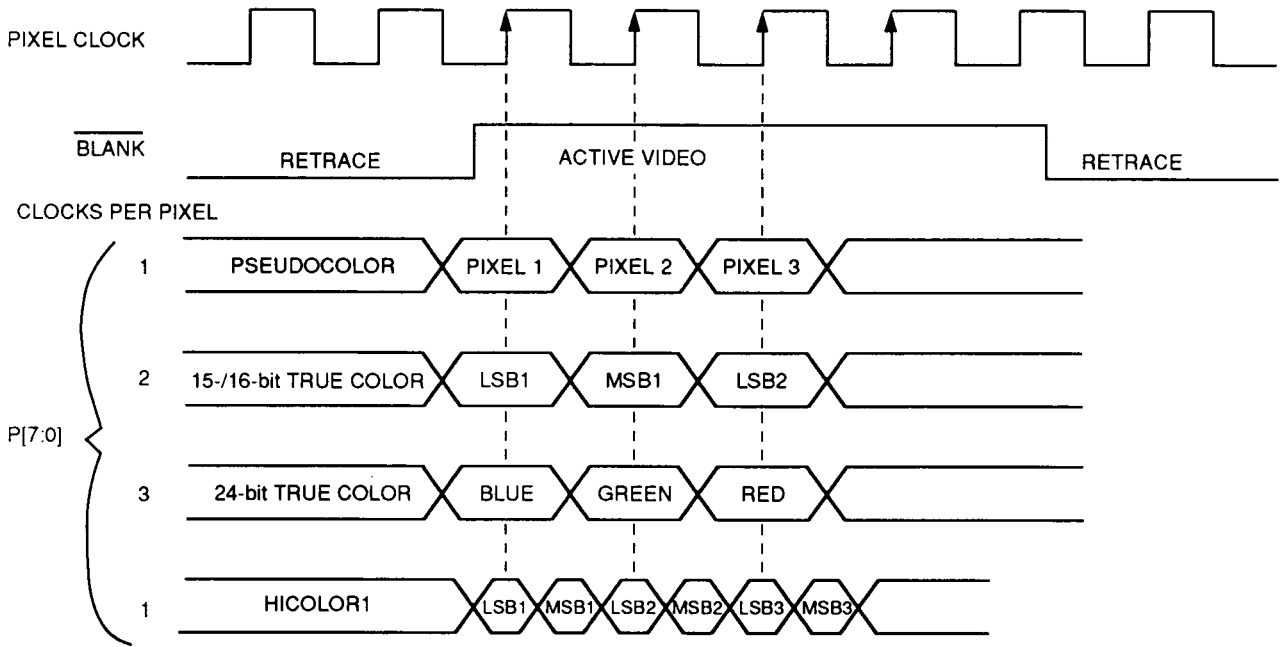 PIXEL CLOCK
BLANK
RETRACE
ACTIVE VIDEO
RETRACE
CLOCKS PER PIXEL
1 PSEUDOCOLOR PIXEL 1 PIXEL 2 PIXEL 3
2 15-/16-bit TRUE COLOR LSB1 MSB1 LSB2
P[7:0]
3 24-bit TRUE COLOR BLUE GREEN RED
1 HICOLOR1 LSB1 MSB1 LSB2 MSB2 LSB3 MSB3